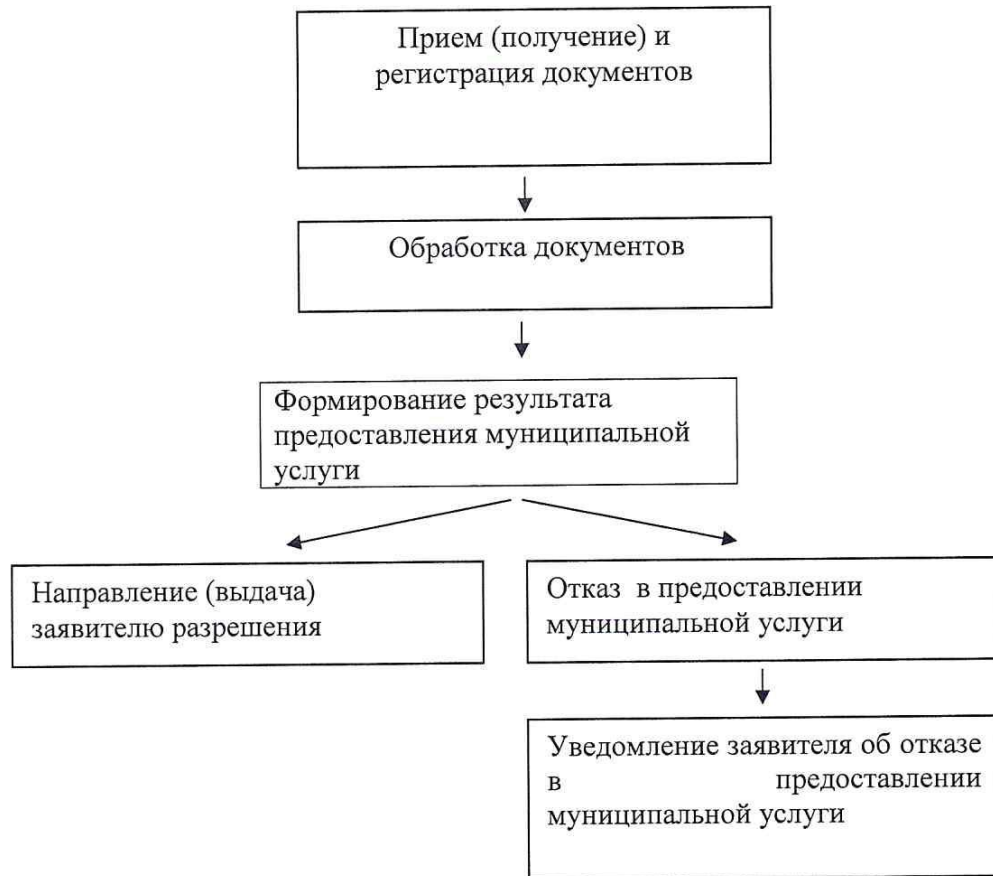 Прием (получение) и
регистрация документов
Обработка документов
Формирование результата
предоставления муниципальной
услуги
Направление (выдача)
заявителю разрешения
Отказ в предоставлении
муниципальной услуги
Уведомление заявителя об отказе
в предоставлении
муниципальной услуги